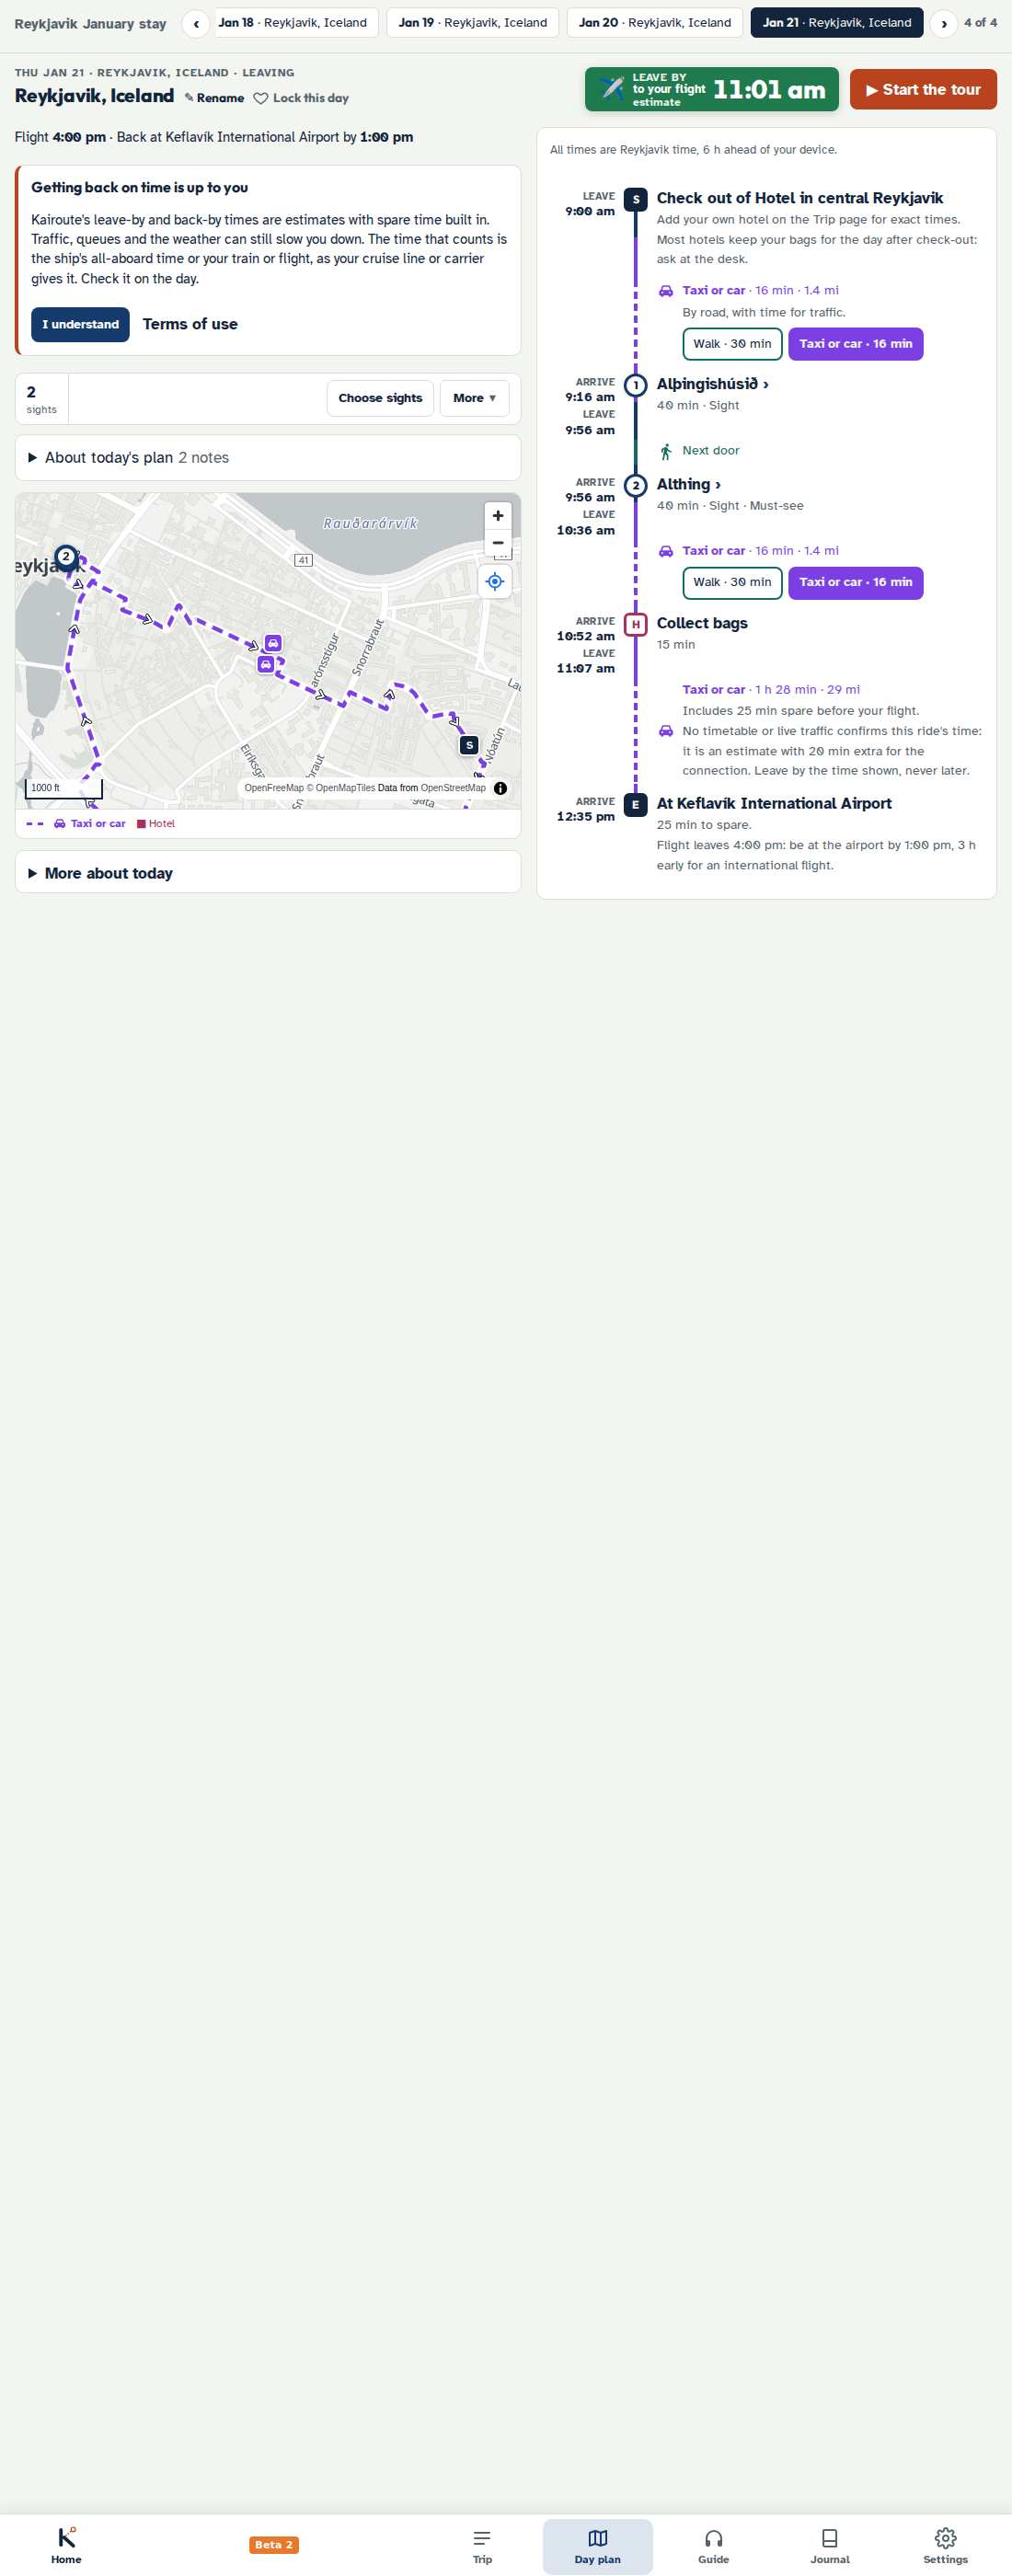 Reykjavik January stay
‹
Jan 18 · Reykjavik, Iceland
Jan 19 · Reykjavik, Iceland
Jan 20 · Reykjavik, Iceland
Jan 21 · Reykjavik, Iceland
›
4 of 4
THU JAN 21 · REYKJAVIK, ICELAND · LEAVING
Reykjavik, Iceland
✎ Rename
Lock this day
LEAVE BY
to your flight
estimate
11:01 am
▶ Start the tour
Flight 4:00 pm · Back at Keflavík International Airport by 1:00 pm
Getting back on time is up to you
Kairoute's leave-by and back-by times are estimates with spare time built in.
Traffic, queues and the weather can still slow you down. The time that counts is
the ship's all-aboard time or your train or flight, as your cruise line or carrier
gives it. Check it on the day.
I understand
Terms of use
2
sights
Choose sights
More ▼
▶ About today's plan 2 notes
Rauðarárvík
41
eykja k
2
arónsstígur
Snorrabraut
Lau
S
Nóatún
Eiríksga
braut
Sn
gata
+
−
1000 ft
OpenFreeMap © OpenMapTiles Data from OpenStreetMap
Taxi or car
Hotel
▶ More about today
All times are Reykjavik time, 6 h ahead of your device.
LEAVE
9:00 am
S
Check out of Hotel in central Reykjavik
Add your own hotel on the Trip page for exact times.
Most hotels keep your bags for the day after check-out:
ask at the desk.
Taxi or car · 16 min · 1.4 mi
By road, with time for traffic.
Walk · 30 min
Taxi or car · 16 min
ARRIVE
9:16 am
LEAVE
9:56 am
1
Alþingishúsið ›
40 min · Sight
Next door
ARRIVE
9:56 am
LEAVE
10:36 am
2
Althing ›
40 min · Sight · Must-see
Taxi or car · 16 min · 1.4 mi
Walk · 30 min
Taxi or car · 16 min
ARRIVE
10:52 am
LEAVE
11:07 am
H
Collect bags
15 min
Taxi or car · 1 h 28 min · 29 mi
Includes 25 min spare before your flight.
No timetable or live traffic confirms this ride's time:
it is an estimate with 20 min extra for the
connection. Leave by the time shown, never later.
ARRIVE
12:35 pm
E
At Keflavík International Airport
25 min to spare.
Flight leaves 4:00 pm: be at the airport by 1:00 pm, 3 h
early for an international flight.
Home
Beta 2
Trip
Day plan
Guide
Journal
Settings